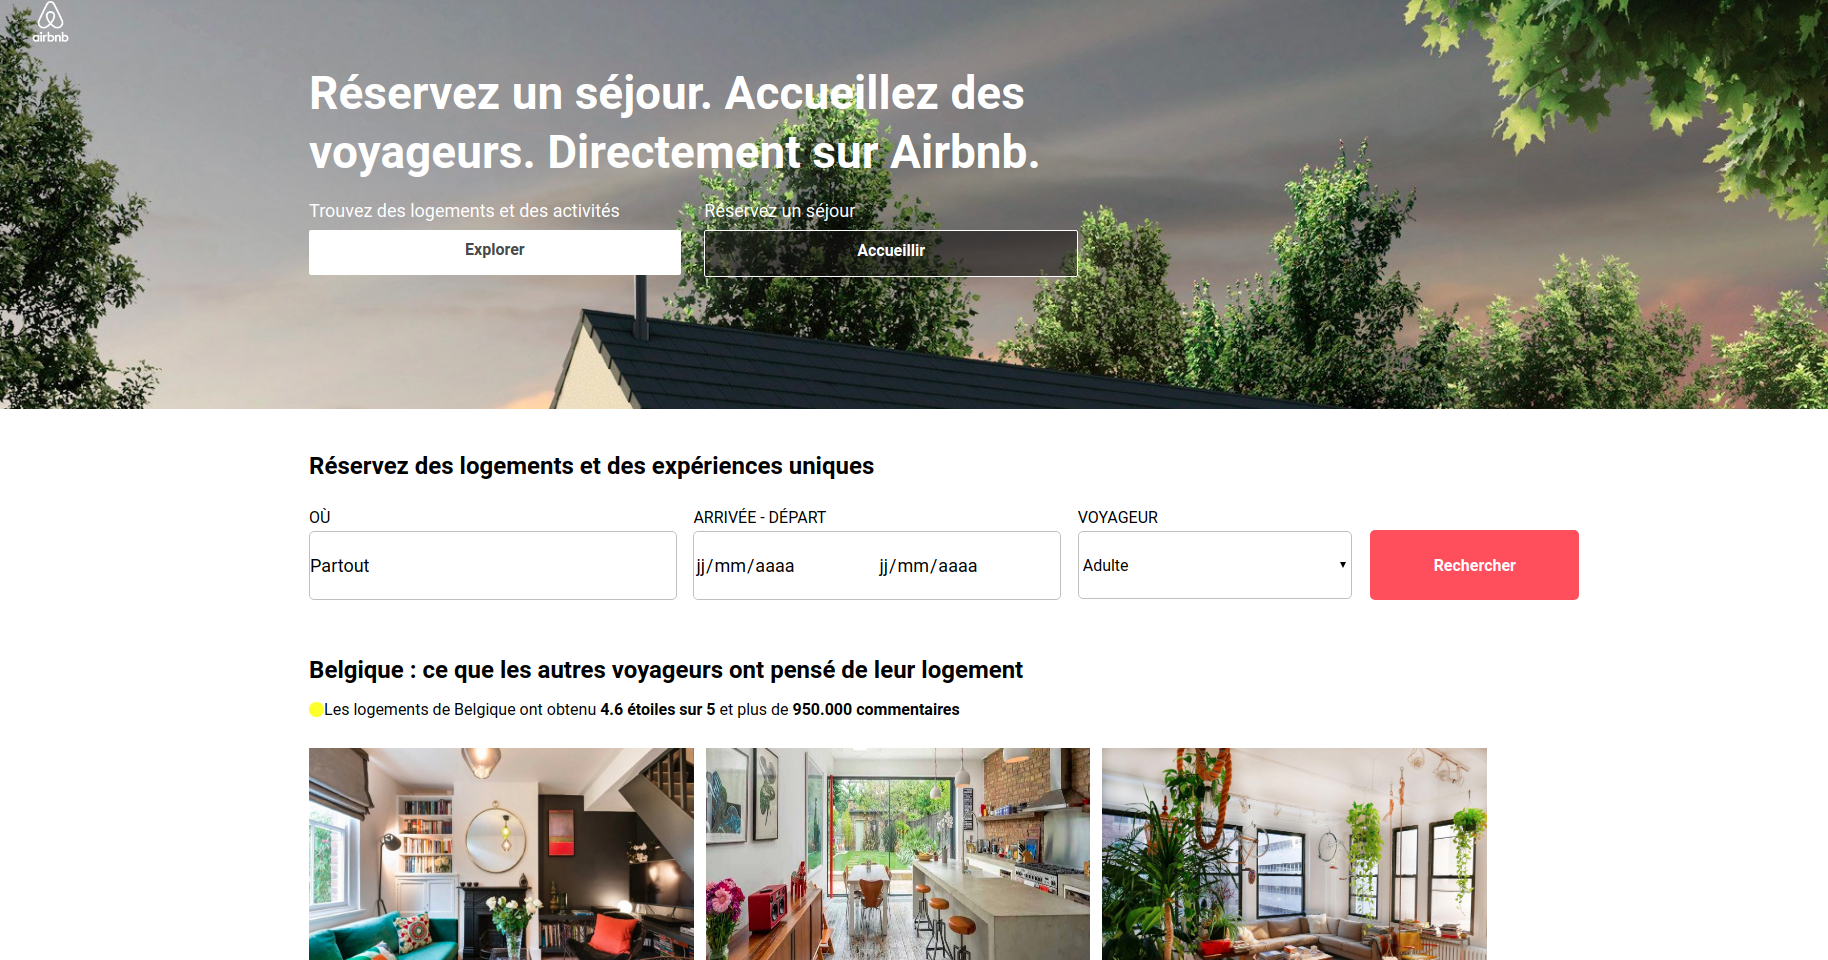 airbnb
Réservez un séjour. Accueillez des
voyageurs. Directement sur Airbnb.
Trouvez des logements et des activités
Réservez un séjour
Explorer
Accueillir
Réservez des logements et des expériences uniques
OÙ
ARRIVÉE - DÉPART
VOYAGEUR
Partout
jj/mm/aaaa
jj/mm/aaaa
Adulte
Rechercher
Belgique : ce que les autres voyageurs ont pensé de leur logement
Les logements de Belgique ont obtenu 4.6 étoiles sur 5 et plus de 950.000 commentaires